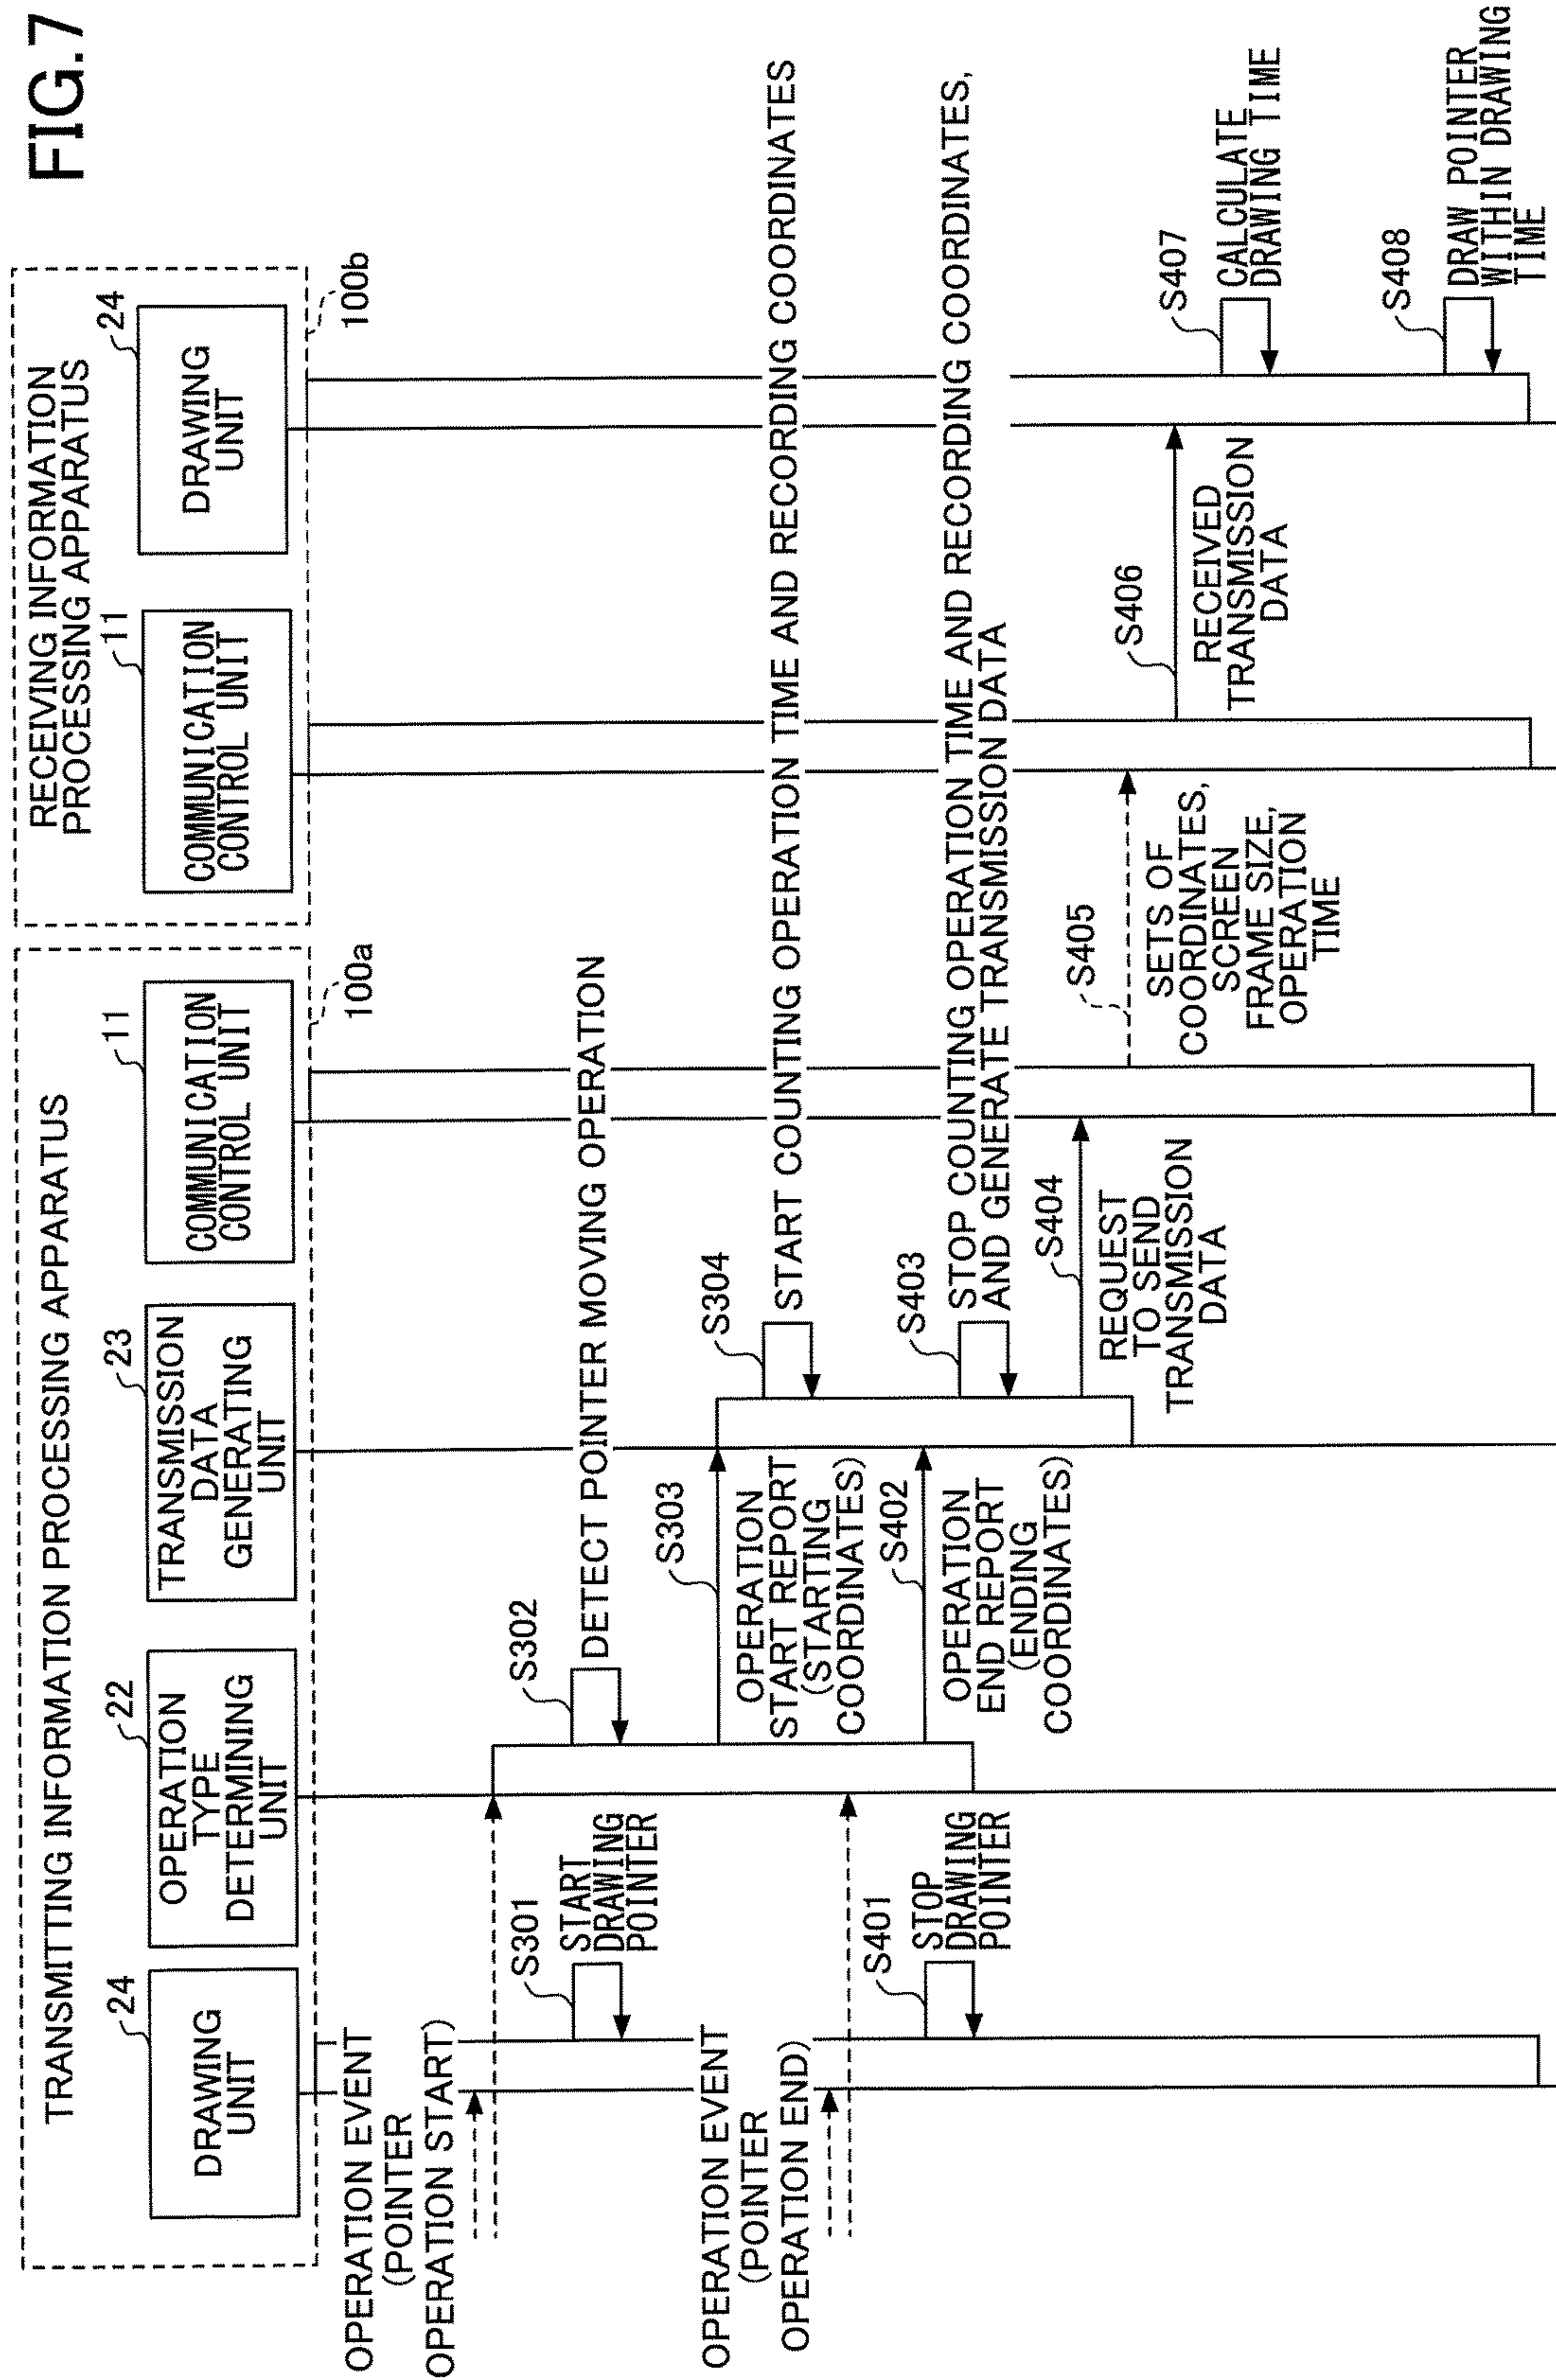 FIG.7
TRANSMITTING INFORMATION PROCESSING APPARATUS
RECEIVING INFORMATION
PROCESSING APPARATUS
24
DRAWING
UNIT
22
OPERATION
TYPE
DETERMINING
UNIT
23
TRANSMISSION
DATA
GENERATING
UNIT
11
COMMUNICATION
CONTROL UNIT
100a
11
COMMUNICATION
CONTROL UNIT
24
DRAWING
UNIT
100b
OPERATION EVENT
(POINTER
OPERATION START)
S301
START
DRAWING
POINTER
S302
DETECT POINTER MOVING OPERATION
S303
OPERATION
START REPORT
(STARTING
COORDINATES)
S304
START COUNTING OPERATION TIME AND RECORDING COORDINATES
OPERATION EVENT
(POINTER
OPERATION END)
S401
STOP
DRAWING
POINTER
S402
OPERATION
END REPORT
(ENDING
COORDINATES)
S403
STOP COUNTING OPERATION TIME AND RECORDING COORDINATES,
AND GENERATE TRANSMISSION DATA
S404
REQUEST
TO SEND
TRANSMISSION
DATA
S405
SETS OF
COORDINATES,
SCREEN
FRAME SIZE,
OPERATION
TIME
S406
RECEIVED
TRANSMISSION
DATA
S407
CALCULATE
DRAWING TIME
S408
DRAW POINTER
WITHIN DRAWING
TIME